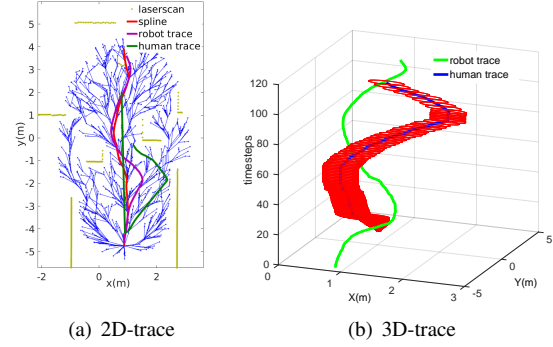 laserscan
spline
robot trace
human trace
5
4
3
2
1
0
-1
-2
-3
-4
-5
y(m)
-2
0
2
x(m)
(a) 2D-trace
robot trace
human trace
120
100
80
60
40
20
0
timesteps
0
1
2
3
X(m)
-5
0
5
Y(m)
(b) 3D-trace